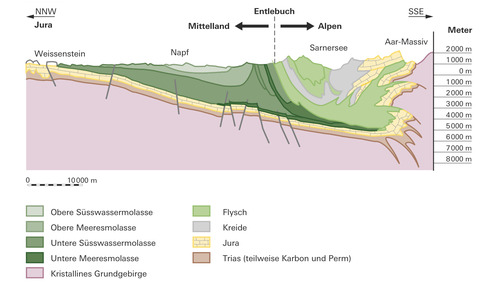 NNW
Jura
Entlebuch
Mittelland
Alpen
SSE
Weissenstein
Napf
Sarnersee
Aar-Massiv
Meter
2000 m
1000 m
0 m
1000 m
2000 m
3000 m
4000 m
5000 m
6000 m
7000 m
8000 m
0
10 000 m
Obere Süsswassermolasse
Obere Meeresmolasse
Untere Süsswassermolasse
Untere Meeresmolasse
Kristallines Grundgebirge
Flysch
Kreide
Jura
Trias (teilweise Karbon und Perm)